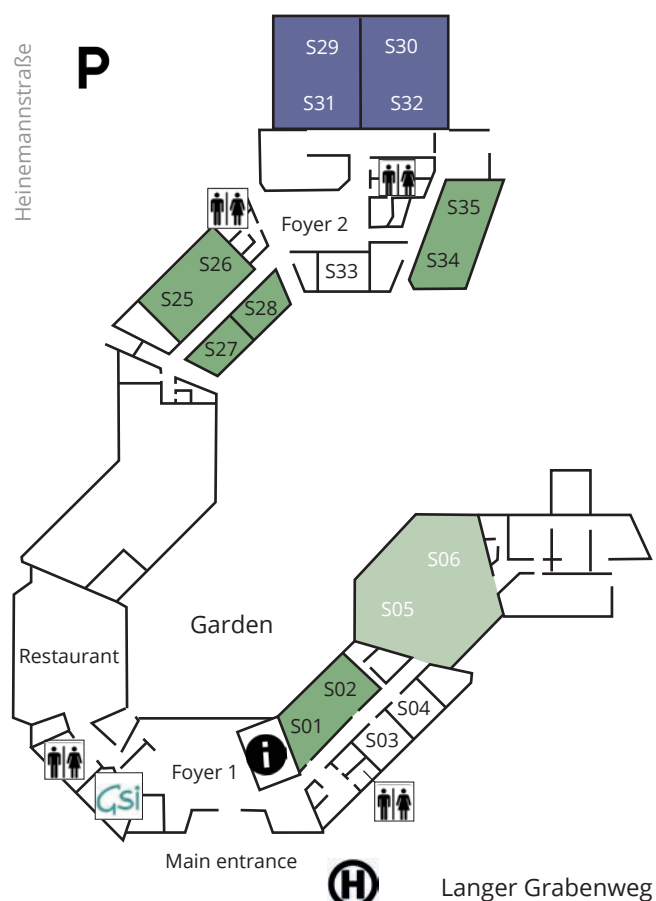 Heinemannstraße
P
S29
S30
S31
S32
S35
S34
Foyer 2
S33
S26
S25
S28
S27
S06
S05
Garden
Restaurant
S02
S01
S04
S03
i
Foyer 1
Gsi
Main entrance
H
Langer Grabenweg